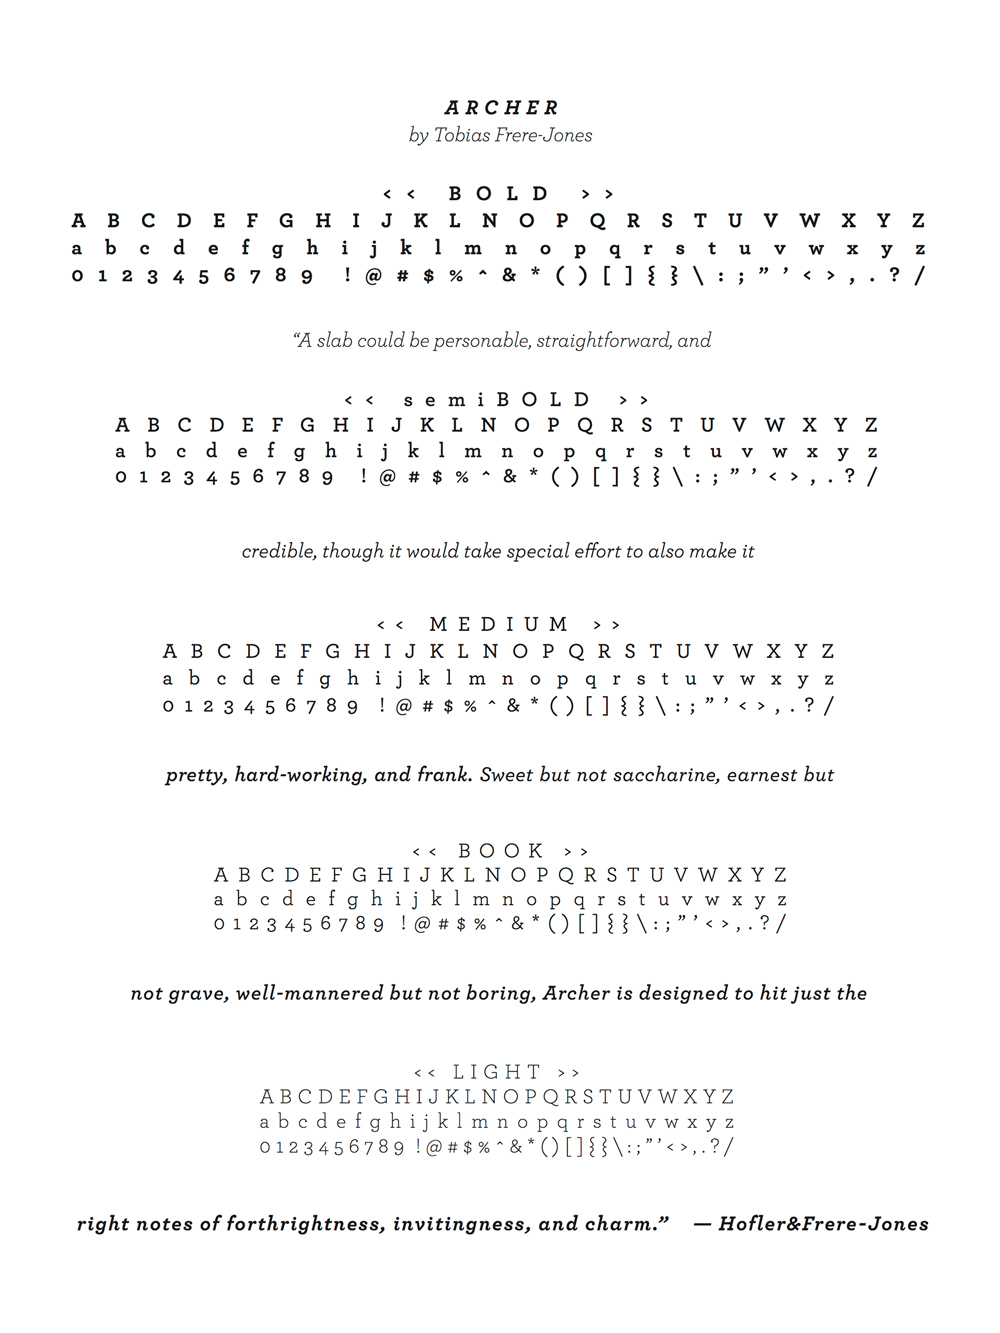 ARCHER
by Tobias Frere-Jones
< < BOLD > >
A B C D E F G H I J K L N O P Q R S T U V W X Y Z
a b c d e f g h i j k l m n o p q r s t u v w x y z
0 1 2 3 4 5 6 7 8 9 ! @ # $ % ^ & * ( ) [ ] { } \ : ; ” ’ < > , . ? /
“A slab could be personable, straightforward, and
< < semiBOLD > >
A B C D E F G H I J K L N O P Q R S T U V W X Y Z
a b c d e f g h i j k l m n o p q r s t u v w x y z
0 1 2 3 4 5 6 7 8 9 ! @ # $ % ^ & * ( ) [ ] { } \ : ; ” ’ < > , . ? /
credible, though it would take special effort to also make it
< < MEDIUM > >
A B C D E F G H I J K L N O P Q R S T U V W X Y Z
a b c d e f g h i j k l m n o p q r s t u v w x y z
0 1 2 3 4 5 6 7 8 9 ! @ # $ % ^ & * ( ) [ ] { } \ : ; ” ’ < > , . ? /
pretty, hard-working, and frank. Sweet but not saccharine, earnest but
< < BOOK > >
A B C D E F G H I J K L N O P Q R S T U V W X Y Z
a b c d e f g h i j k l m n o p q r s t u v w x y z
0 1 2 3 4 5 6 7 8 9 ! @ # $ % ^ & * ( ) [ ] { } \ : ; ” ’ < > , . ? /
not grave, well-mannered but not boring, Archer is designed to hit just the
< < LIGHT > >
A B C D E F G H I J K L N O P Q R S T U V W X Y Z
a b c d e f g h i j k l m n o p q r s t u v w x y z
0 1 2 3 4 5 6 7 8 9 ! @ # $ % ^ & * ( ) [ ] { } \ : ; ” ’ < > , . ? /
right notes of forthrightness, invitingness, and charm.” — Hofler&Frere-Jones